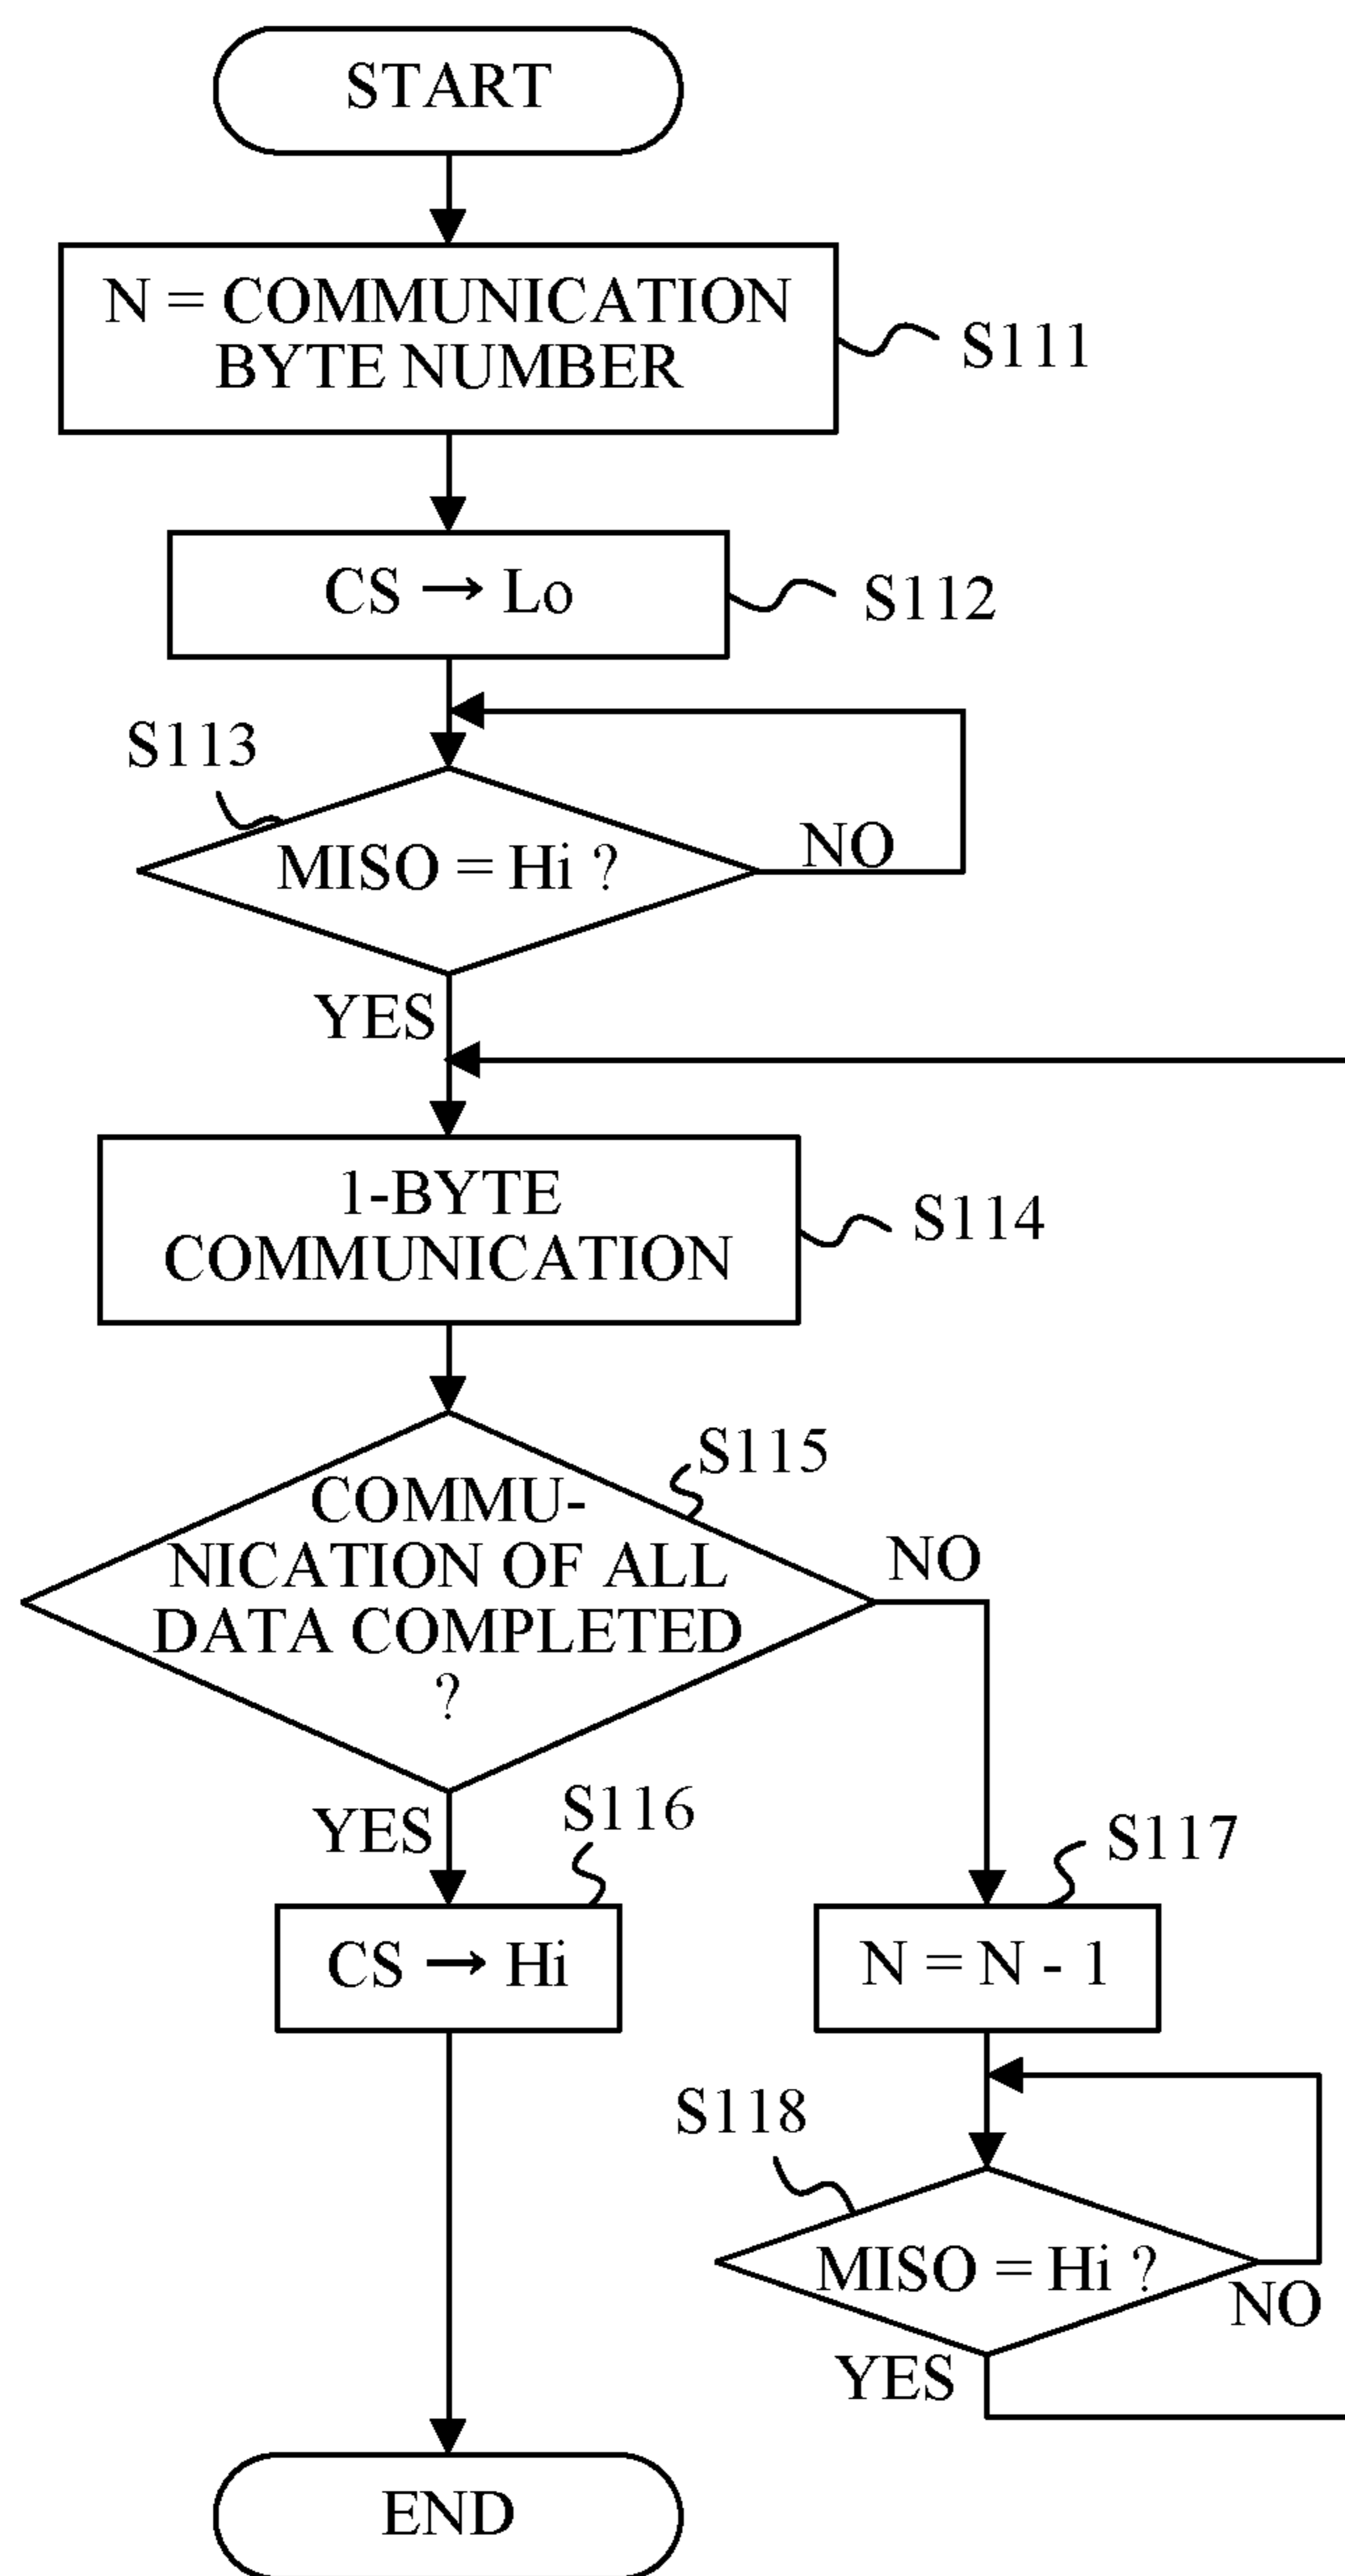 START
N = COMMUNICATION
BYTE NUMBER
S111
CS → Lo
S112
S113
MISO = Hi ?
NO
YES
1-BYTE
COMMUNICATION
S114
S115
COMMU-
NICATION OF ALL
DATA COMPLETED
?
NO
YES
S116
CS → Hi
S117
N = N - 1
S118
MISO = Hi ?
NO
YES
END